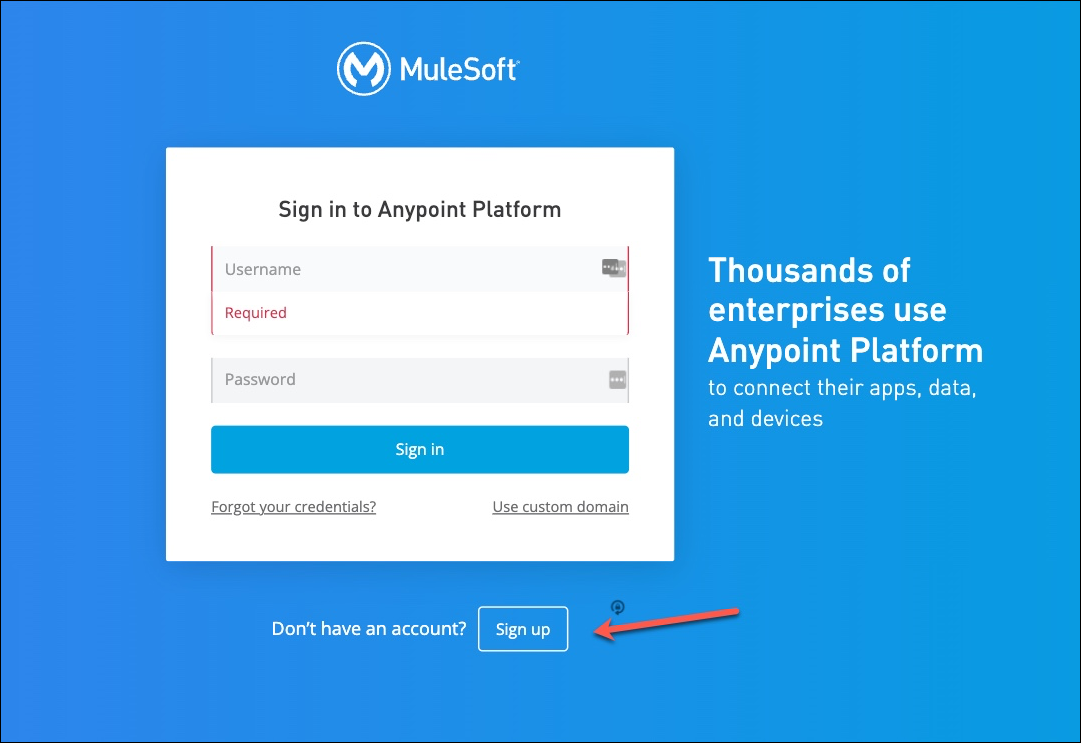 MuleSoft
Sign in to Anypoint Platform
Username
Required
Password
Sign in
Forgot your credentials?
Use custom domain
Thousands of
enterprises use
Anypoint Platform
to connect their apps, data,
and devices
Don’t have an account?
Sign up